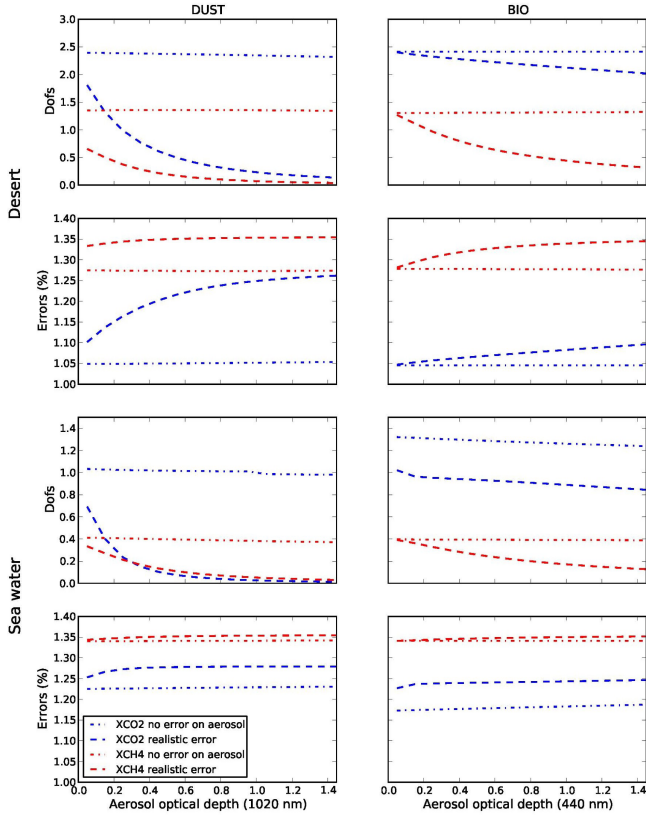 DUST
BIO
3.0
2.5
2.0
1.5
1.0
0.5
0.0
Dofs
Desert
1.40
1.35
1.30
1.25
1.20
1.15
1.10
1.05
1.00
Errors (%)
1.4
1.2
1.0
0.8
0.6
0.4
0.2
0.0
Dofs
Sea water
1.40
1.35
1.30
1.25
1.20
1.15
1.10
1.05
1.00
Errors (%)
XCO2 no error on aerosol
XCO2 realistic error
XCH4 no error on aerosol
XCH4 realistic error
0.0 0.2 0.4 0.6 0.8 1.0 1.2 1.4
Aerosol optical depth (1020 nm)
0.0 0.2 0.4 0.6 0.8 1.0 1.2 1.4
Aerosol optical depth (440 nm)